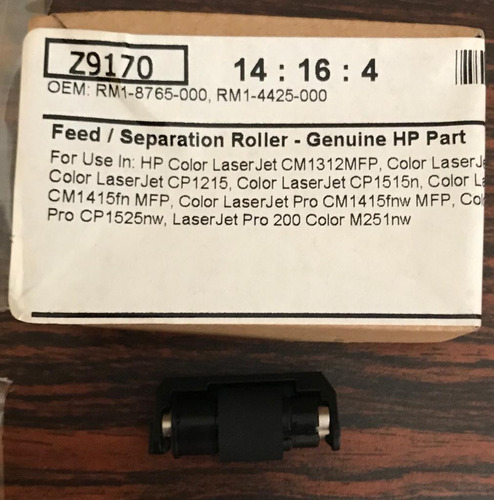 Z9170
14 : 16 : 4
OEM: RM1-8765-000, RM1-4425-000
Feed / Separation Roller - Genuine HP Part
For Use In: HP Color LaserJet CM1312MFP, Color LaserJe
Color LaserJet CP1215, Color LaserJet CP1515n, Color La
CM1415fn MFP, Color LaserJet Pro CM1415fnw MFP, Col
Pro CP1525nw, LaserJet Pro 200 Color M251nw